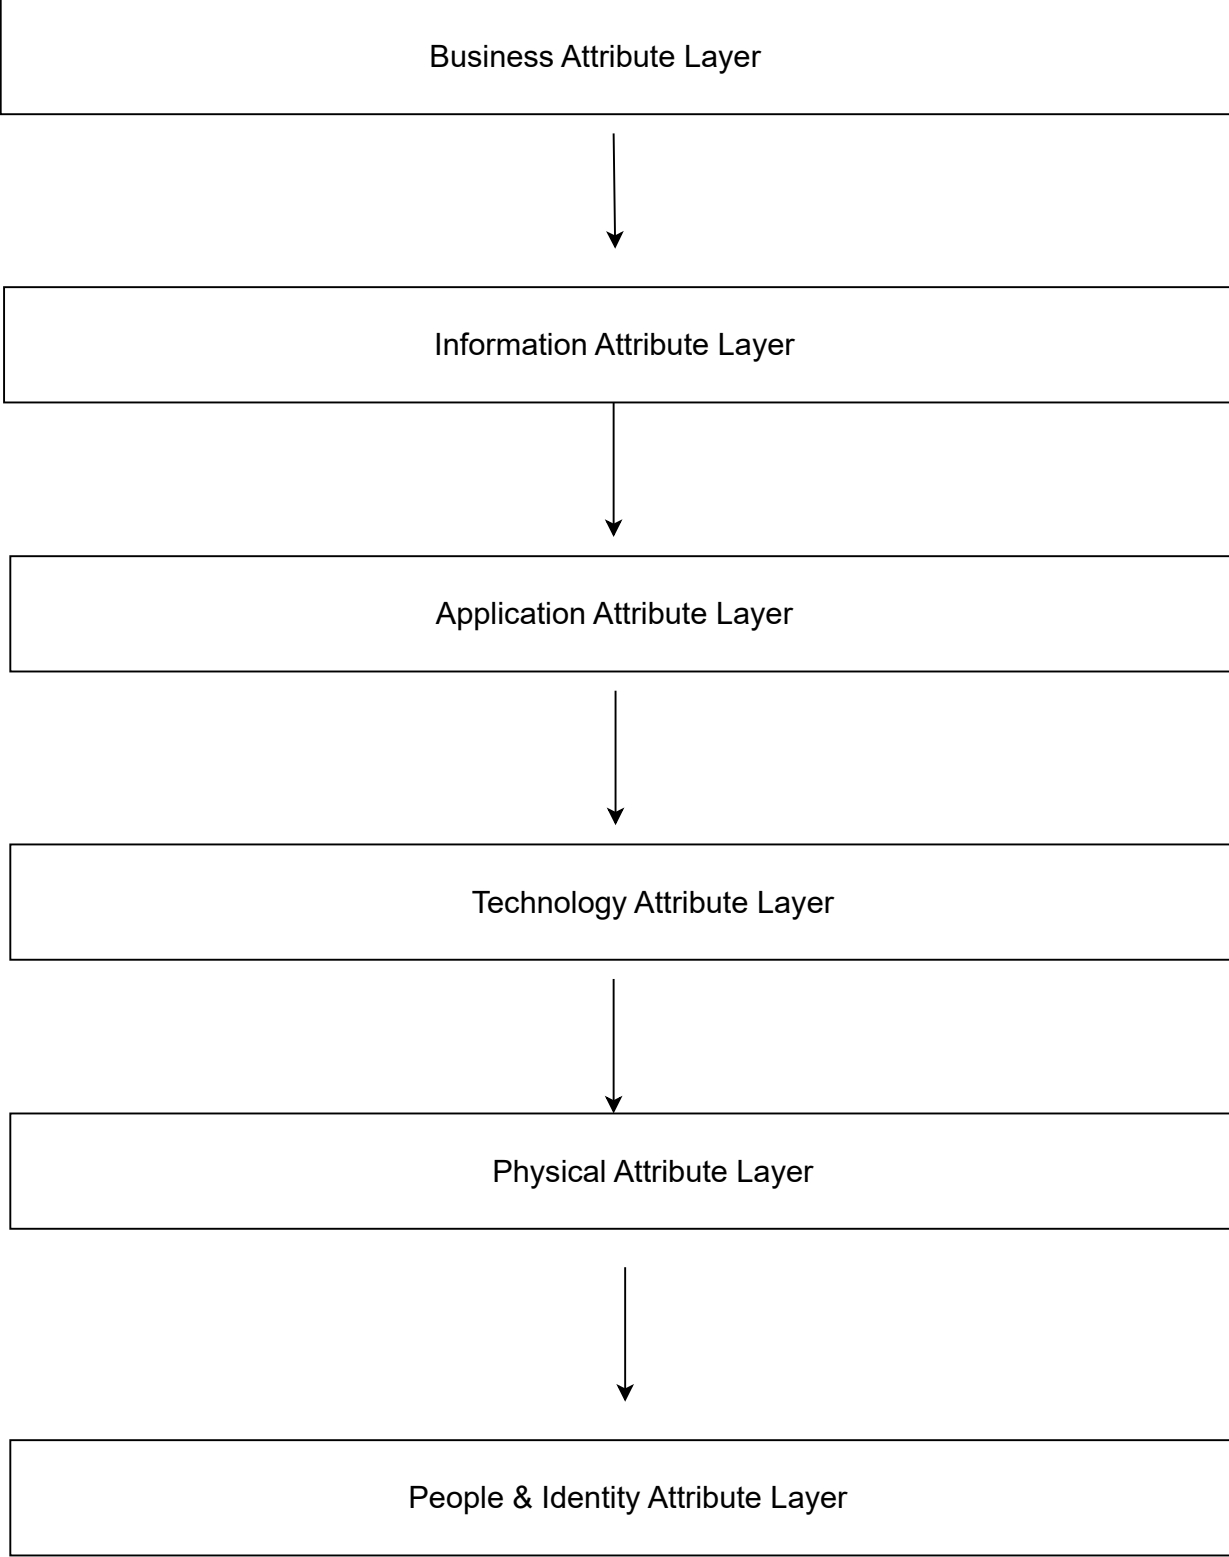 Business Attribute Layer
Information Attribute Layer
Application Attribute Layer
Technology Attribute Layer
Physical Attribute Layer
People & Identity Attribute Layer